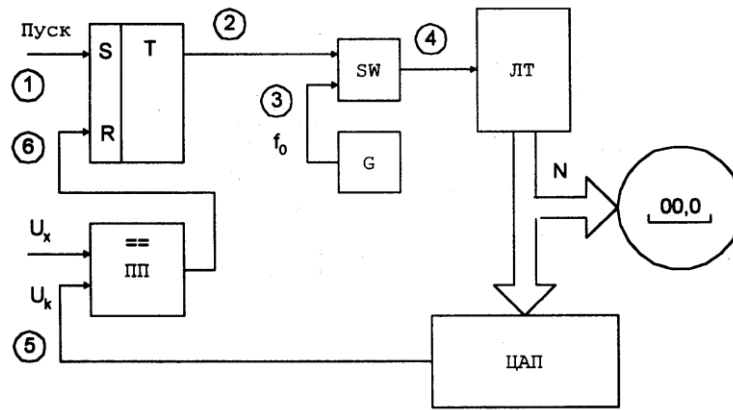 Пуск
①
S
T
R
②
③
f₀
SW
④
ЛТ
G
⑥
N
00,0
Uₓ
==
ПП
Uₖ
⑤
ЦАП